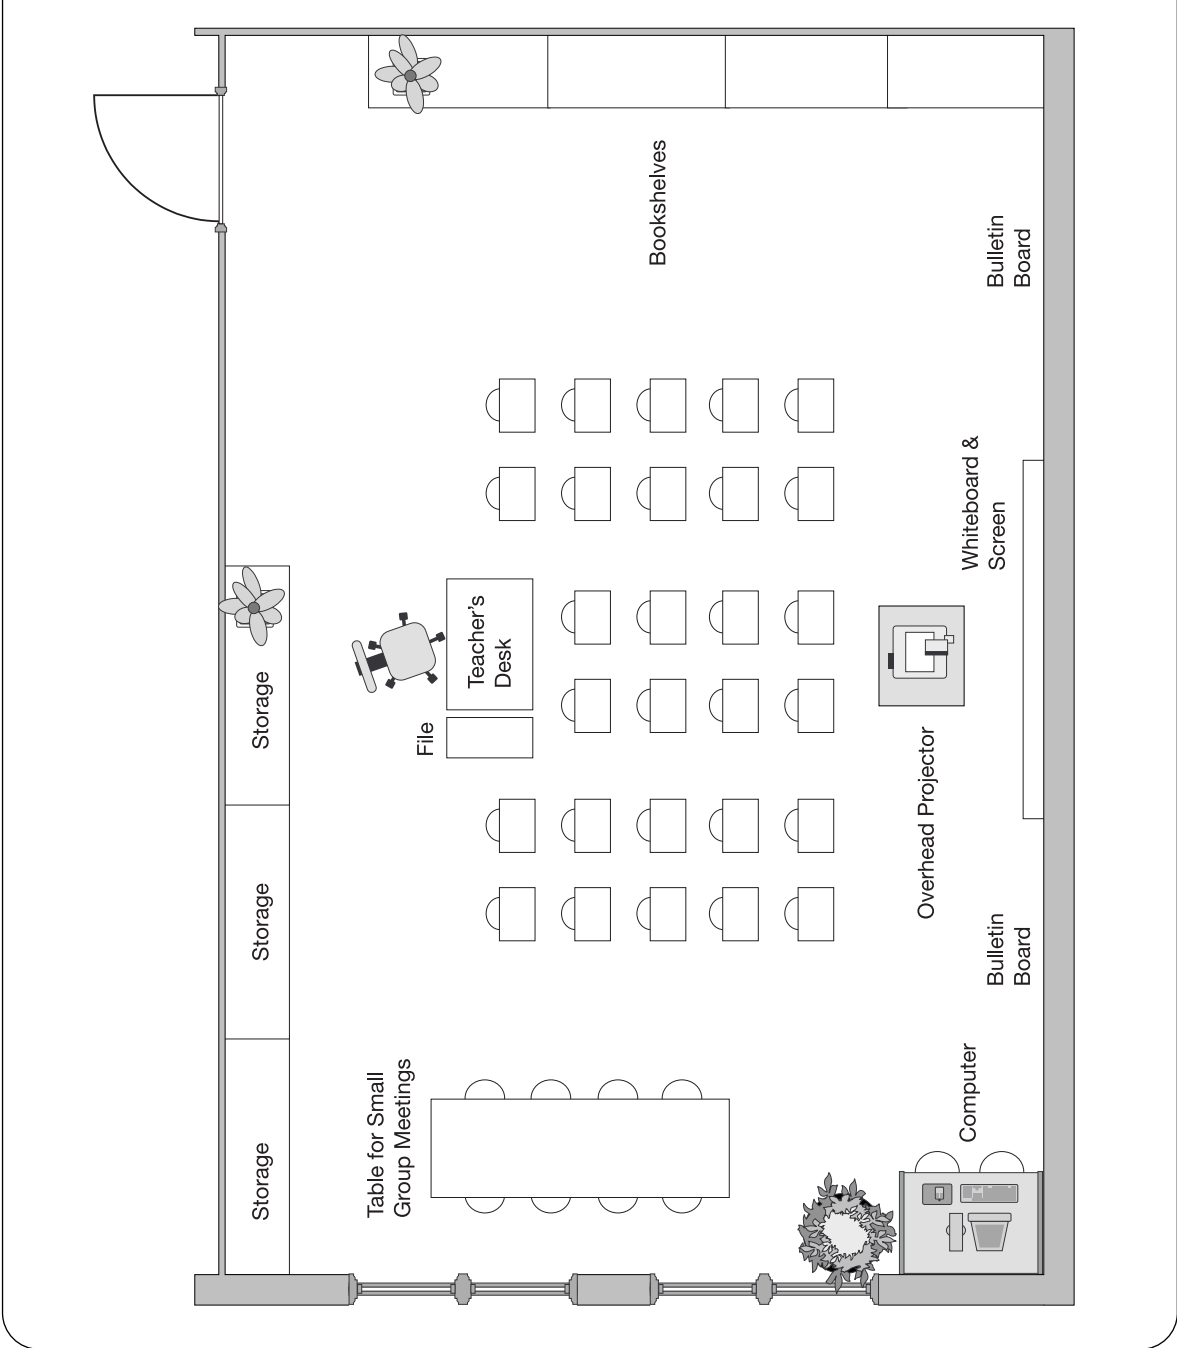 Bulletin
Board
Whiteboard &
Screen
Bulletin
Board
Computer
Overhead Projector
Bookshelves
Teacher's
Desk
File
Table for Small
Group Meetings
Storage
Storage
Storage